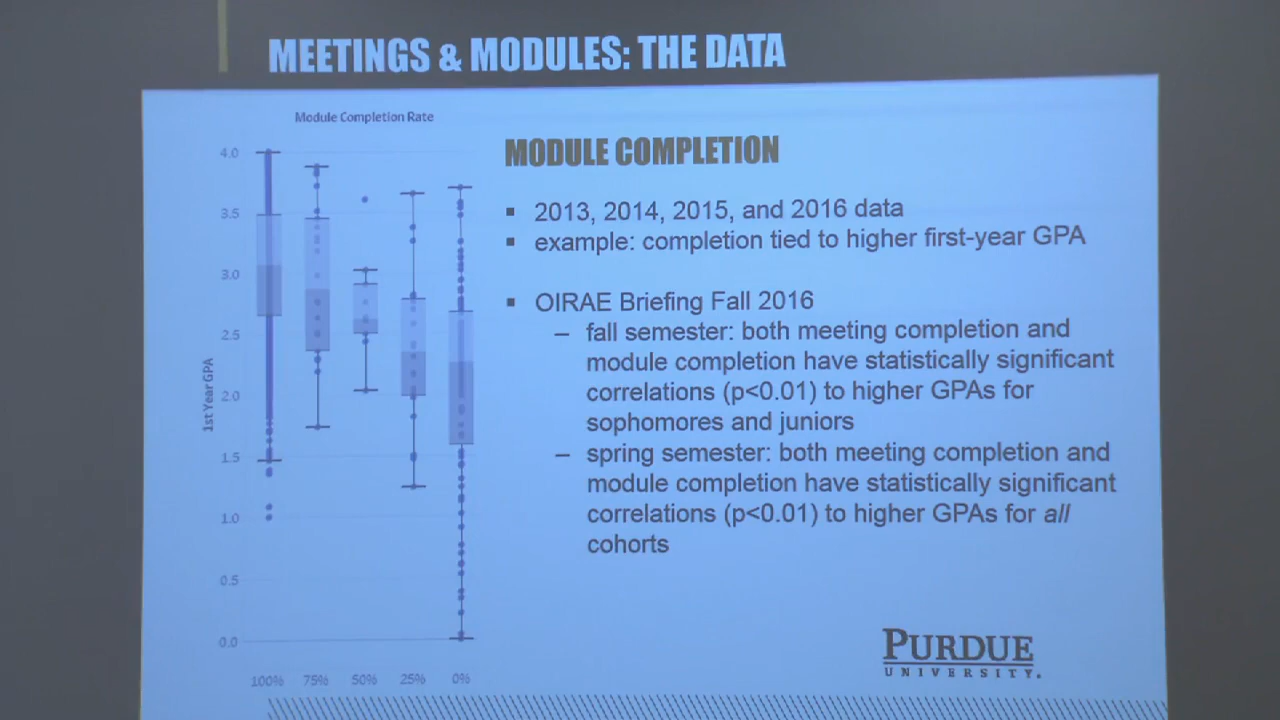 MEETINGS & MODULES: THE DATA
Module Completion Rate
4.0
3.5
3.0
2.5
2.0
1.5
1.0
0.5
0.0
1st Year GPA
100% 75% 50% 25% 0%
MODULE COMPLETION
▪ 2013, 2014, 2015, and 2016 data
▪ example: completion tied to higher first-year GPA
▪ OIRAE Briefing Fall 2016
– fall semester: both meeting completion and
module completion have statistically significant
correlations (p<0.01) to higher GPAs for
sophomores and juniors
– spring semester: both meeting completion and
module completion have statistically significant
correlations (p<0.01) to higher GPAs for all
cohorts
PURDUE
UNIVERSITY.